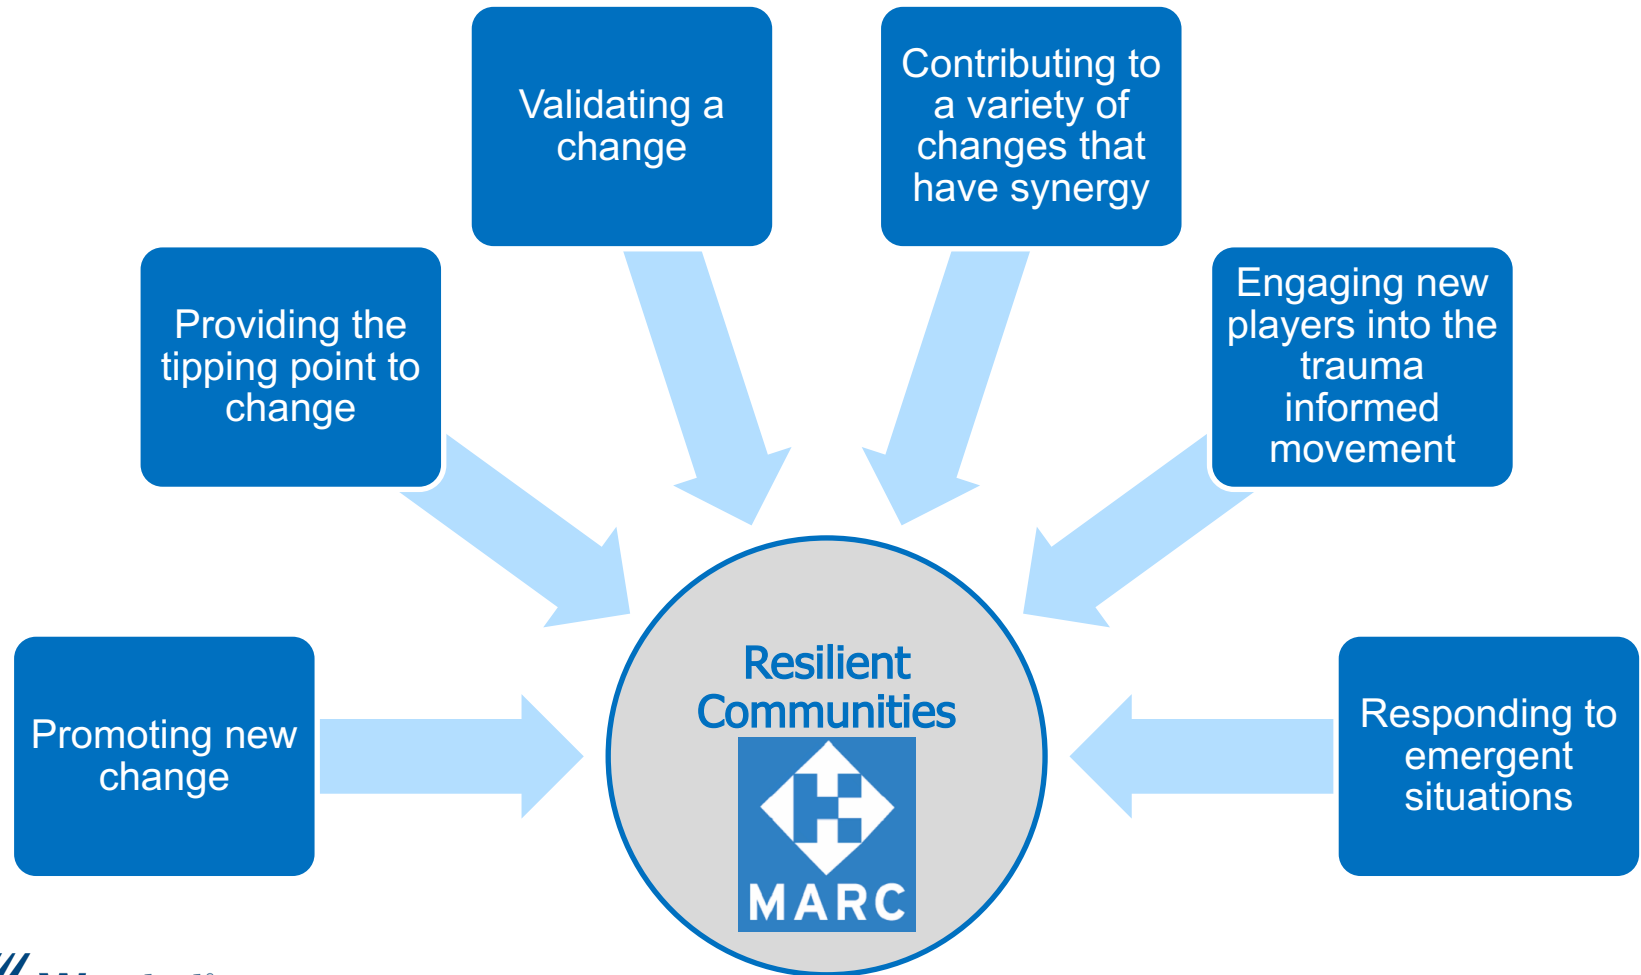 Validating a
change
Contributing to
a variety of
changes that
have synergy
Providing the
tipping point to
change
Engaging new
players into the
trauma
informed
movement
Promoting new
change
Resilient
Communities
MARC
Responding to
emergent
situations